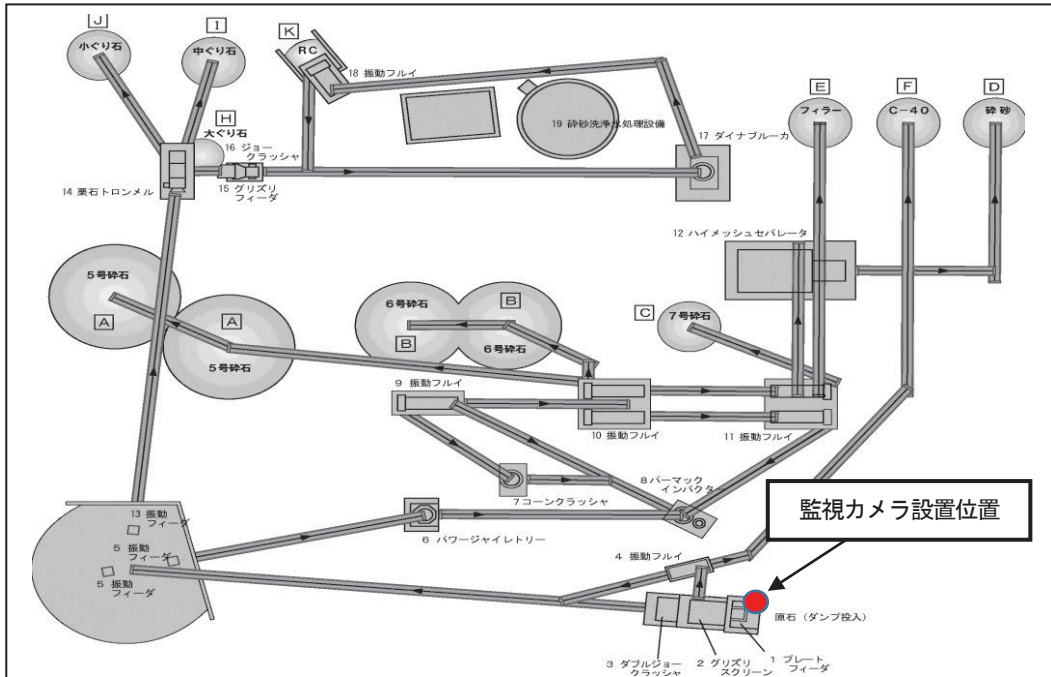 J
小ぐり石
I
中ぐり石
K
RC
18 振動フルイ
H
大ぐり石
16 ジョー
クラッシャ
15 グリズリ
フィーダ
14 栗石トロンメル
19 砕砂洗浄水処理設備
17 ダイナブルーカ
E
フィラー
F
C-40
D
砕砂
12 ハイメッシュセパレータ
5号砕石
A
A
5号砕石
6号砕石
B
B
6号砕石
C
7号砕石
9 振動フルイ
10 振動フルイ
11 振動フルイ
7 コーンクラッシャ
8 バーマック
インパクター
6 パワージャイレトリー
13 振動
フィーダ
5 振動
フィーダ
5 振動
フィーダ
4 振動フルイ
監視カメラ設置位置
原石（ダンプ投入）
3 ダブルジョー
クラッシャ
2 グリズリ
スクリーン
1 プレート
フィーダ